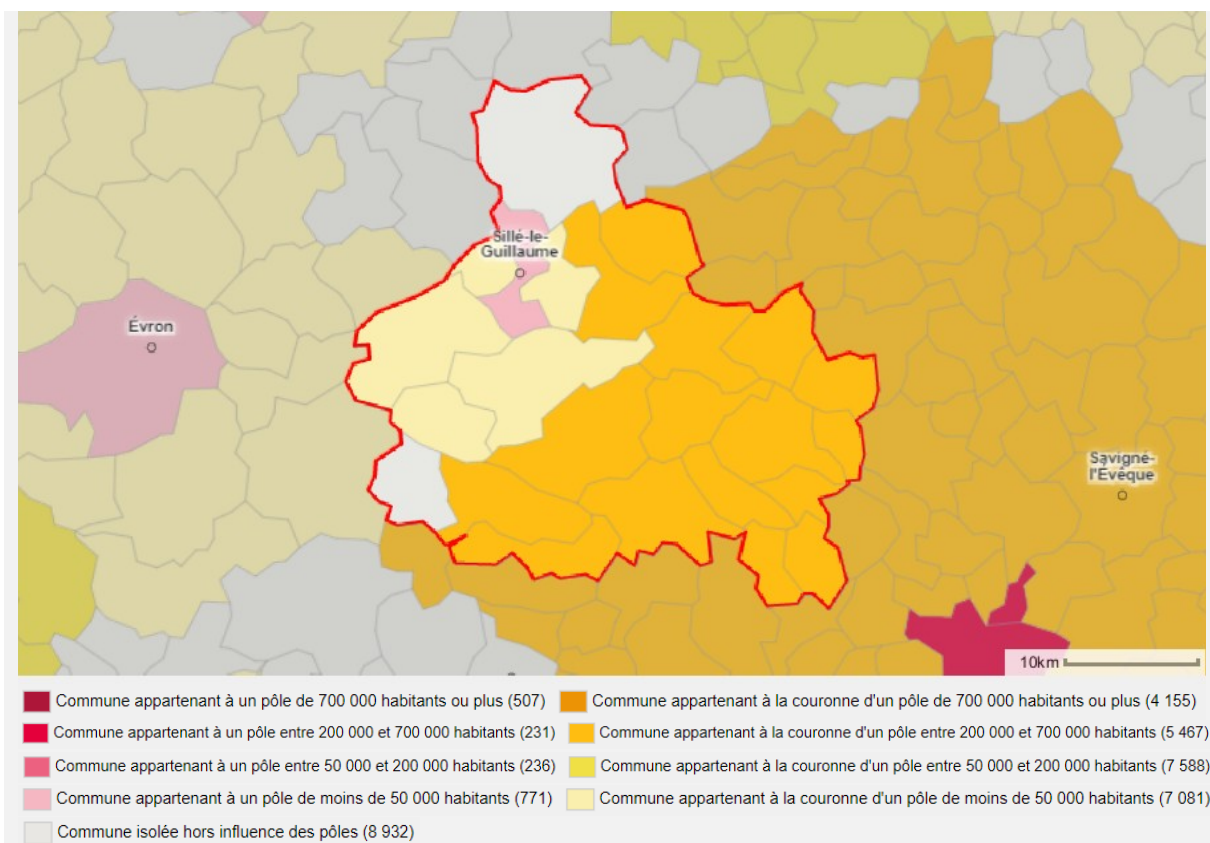 Sillé-le-
Guillaume
Évron
Savigné-
l'Évêque
10km
Commune appartenant à un pôle de 700 000 habitants ou plus (507)
Commune appartenant à la couronne d'un pôle de 700 000 habitants ou plus (4 155)
Commune appartenant à un pôle entre 200 000 et 700 000 habitants (231)
Commune appartenant à la couronne d'un pôle entre 200 000 et 700 000 habitants (5 467)
Commune appartenant à un pôle entre 50 000 et 200 000 habitants (236)
Commune appartenant à la couronne d'un pôle entre 50 000 et 200 000 habitants (7 588)
Commune appartenant à un pôle de moins de 50 000 habitants (771)
Commune appartenant à la couronne d'un pôle de moins de 50 000 habitants (7 081)
Commune isolée hors influence des pôles (8 932)